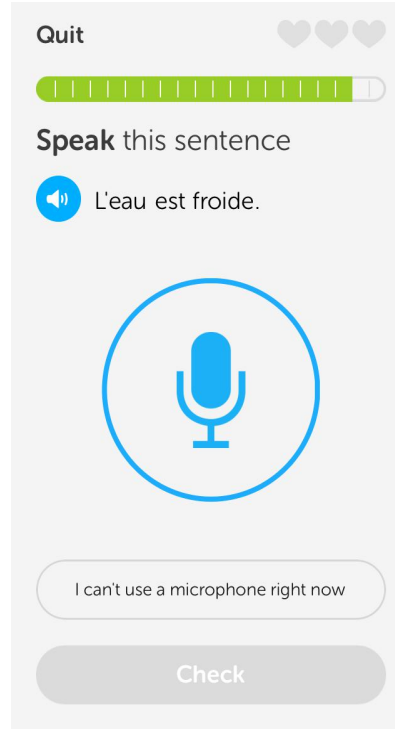 Quit
Speak this sentence
L'eau est froide.
I can't use a microphone right now
Check